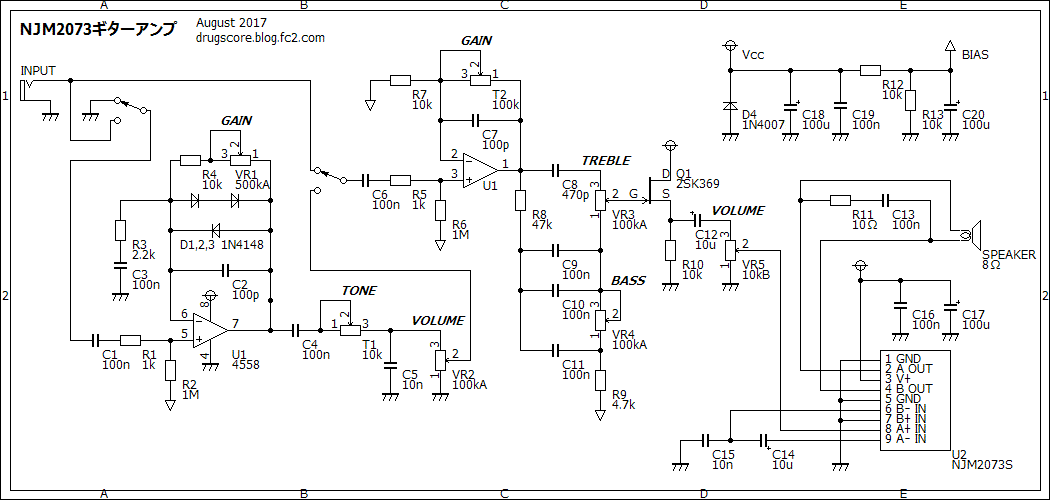 A B C D E
NJM2073ギターアンプ
August 2017
drugscore.blog.fc2.com
INPUT
1
1
2
2
GAIN
3 2 1
R4
10k
VR1
500kA
R3
2.2k
D1,2,3 1N4148
C3
100n
C2
100p
8
6
5
7
4
U1
4558
C1
100n
R1
1k
R2
1M
C4
100n
TONE
1 2 3
T1
10k
C5
10n
VOLUME
3
2
1
VR2
100kA
GAIN
R7
10k
3 2 1
T2
100k
C7
100p
2
3
1
U1
C6
100n
R5
1k
R6
1M
TREBLE
C8
470p
3
2
1
VR3
100kA
R8
47k
C9
100n
BASS
C10
100n
3
2
1
VR4
100kA
C11
100n
R9
4.7k
D
G
S
Q1
2SK369
VOLUME
C12
10u
R10
10k
3
2
1
VR5
10kB
Vcc
BIAS
D4
1N4007
C18
100u
C19
100n
R12
10k
R13
10k
C20
100u
R11
10Ω
C13
100n
SPEAKER
8Ω
C16
100n
C17
100u
1 GND
2 A OUT
3 V+
4 B OUT
5 GND
6 B- IN
7 B+ IN
8 A+ IN
9 A- IN
U2
NJM2073S
C15
10n
C14
10u
A B C D E